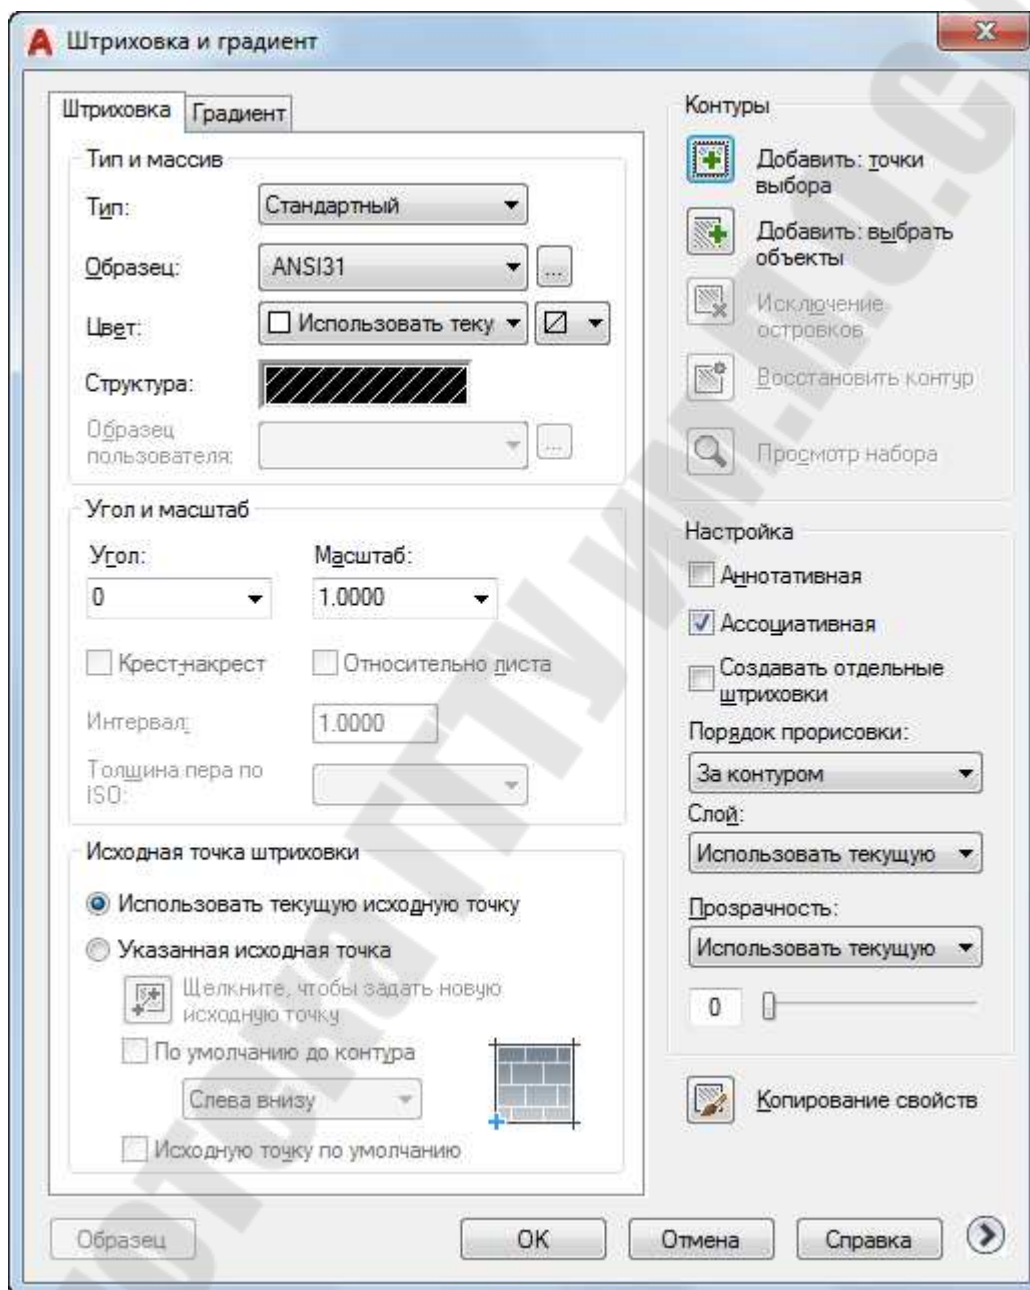 Штриховка и градиент
Штриховка
Градиент
Тип и массив
Тип:
Стандартный
Образец:
ANSI31
...
Цвет:
Использовать теку
Структура:
Образец
пользователя:
...
Угол и масштаб
Угол:
Масштаб:
0
1.0000
Крест-накрест
Относительно листа
Интервал:
1.0000
Толщина пера по
ISO:
Исходная точка штриховки
Использовать текущую исходную точку
Указанная исходная точка
Щелкните, чтобы задать новую
исходную точку
По умолчанию до контура
Слева внизу
Исходную точку по умолчанию
Контуры
Добавить: точки
выбора
Добавить: выбрать
объекты
Исключение
островков
Восстановить контур
Просмотр набора
Настройка
Аннотативная
Ассоциативная
Создавать отдельные
штриховки
Порядок прорисовки:
За контуром
Слой:
Использовать текущую
Прозрачность:
Использовать текущую
0
Копирование свойств
Образец
OK
Отмена
Справка